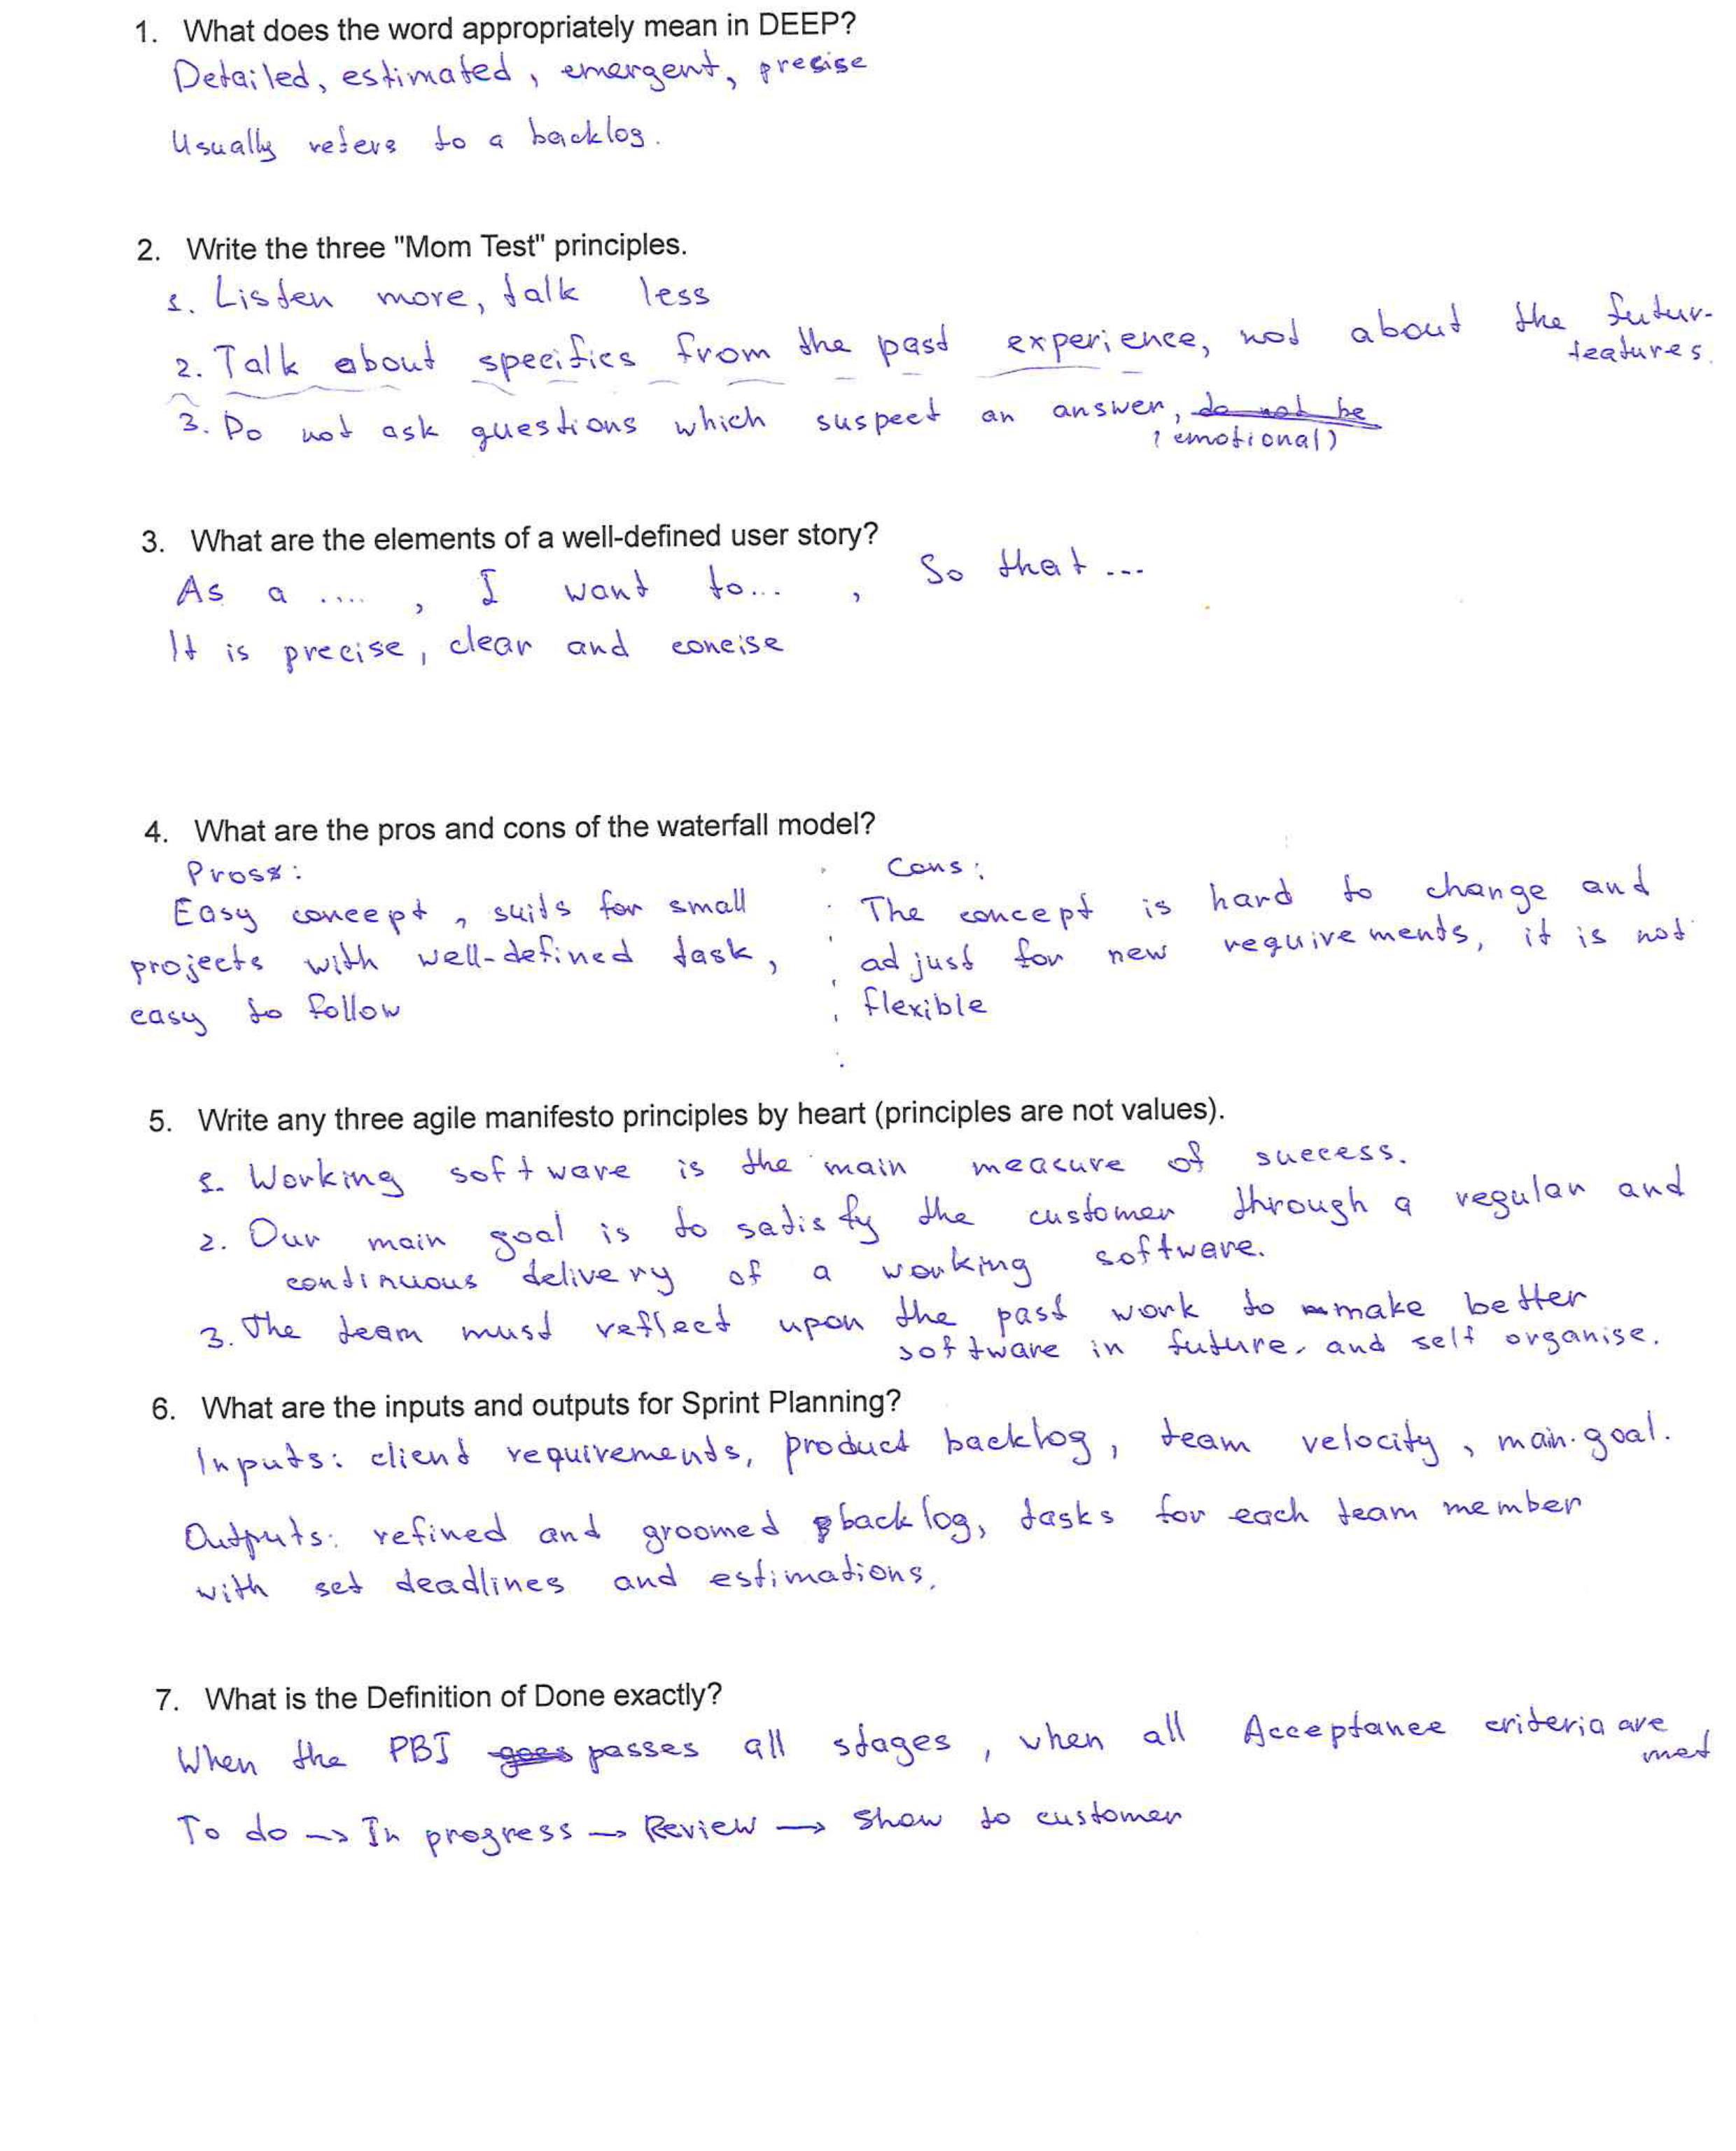 1. What does the word appropriately mean in DEEP?
Detailed, estimated, emergent, precise
Usually refers to a backlog.
2. Write the three "Mom Test" principles.
1. Listen more, talk less
2. Talk about specifics from the past experience, not about the futur-
features.
3. Do not ask questions which suspect an answer, do not be
(emotional)
3. What are the elements of a well-defined user story?
As a ...., I want to... , So that ...
It is precise, clear and concise
4. What are the pros and cons of the waterfall model?
Pros:
Easy concept, suits for small
projects with well-defined task,
easy to follow
Cons:
The concept is hard to change and
adjust for new requirements, it is not
flexible
5. Write any three agile manifesto principles by heart (principles are not values).
1. Working software is the main measure of success.
2. Our main goal is to satisfy the customer through a regular and
continuous delivery of a working software.
3. The team must reflect upon the past work to make better
software in future, and self organise.
6. What are the inputs and outputs for Sprint Planning?
Inputs: client requirements, product backlog, team velocity, main goal.
Outputs: refined and groomed backlog, tasks for each team member
with set deadlines and estimations.
7. What is the Definition of Done exactly?
When the PBI goes passes all stages, when all Acceptance criteria are
met
To do -> In progress -> Review -> Show to customer